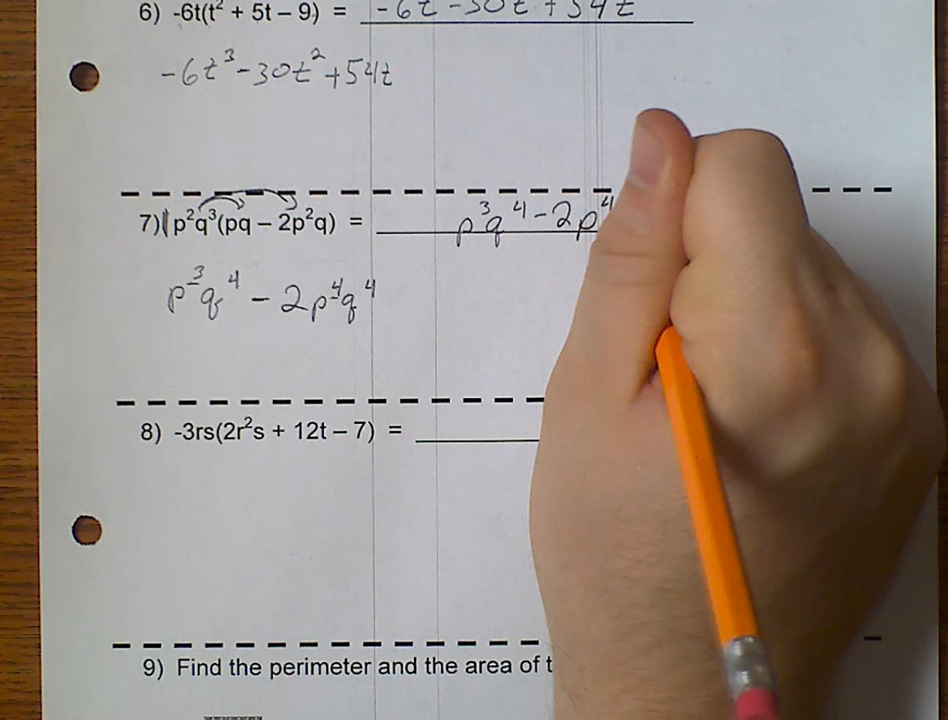 6) -6t(t² + 5t – 9) = -6t -30t + 54t
-6t³ -30t² +54t
7) 1p²q³(pq – 2p²q) = p³q⁴ - 2p⁴
p³q⁴ - 2p⁴q⁴
8) -3rs(2r²s + 12t – 7) =
9) Find the perimeter and the area of t